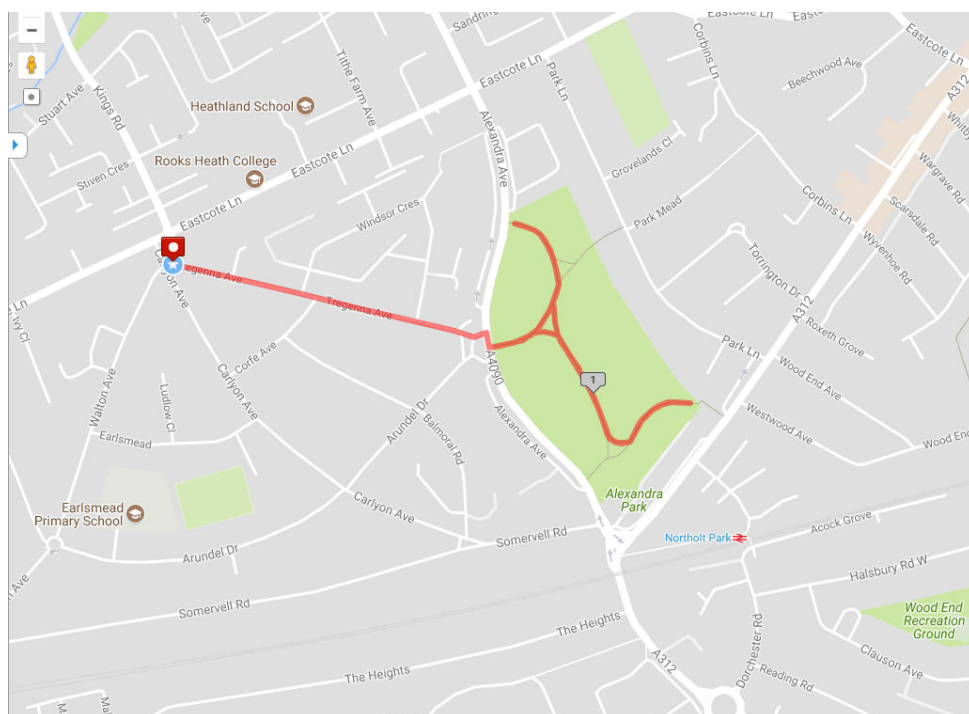 Sandring
Eastcote Ln
Stuart Ave
Kings Rd
Tithe Farm Ave
Heathland School
Eastcote Ln
Alexandra Ave
Park Ln
Corbins Ln
Beechwood Ave
A312
Whitby
Stiven Cres
Rooks Heath College
Eastcote Ln
Windsor Cres
Grovelands Cl
Park Mead
Corbins Ln
Wargrave Rd
Scarsdale Rd
Wyvenhoe Rd
Torrington Dr
A312
Roxeth Grove
Carlyon Ave
Tregenna Ave
Tregenna Ave
Ln
Ivy Cl
Walton Ave
Corfe Ave
Ludlow Cl
Carlyon Ave
A4090
1
Park Ln
Wood End Ave
Westwood Ave
Wood End
Arundel Dr
Balmoral Rd
Alexandra Ave
Earlsmead
Earlsmead
Primary School
Carlyon Ave
Alexandra
Park
Somervell Rd
Northolt Park
Acock Grove
Arundel Dr
Halsbury Rd W
Somervell Rd
The Heights
The Heights
A312
Dorchester Rd
Wood End
Recreation
Ground
Clauson Ave
Reading Rd